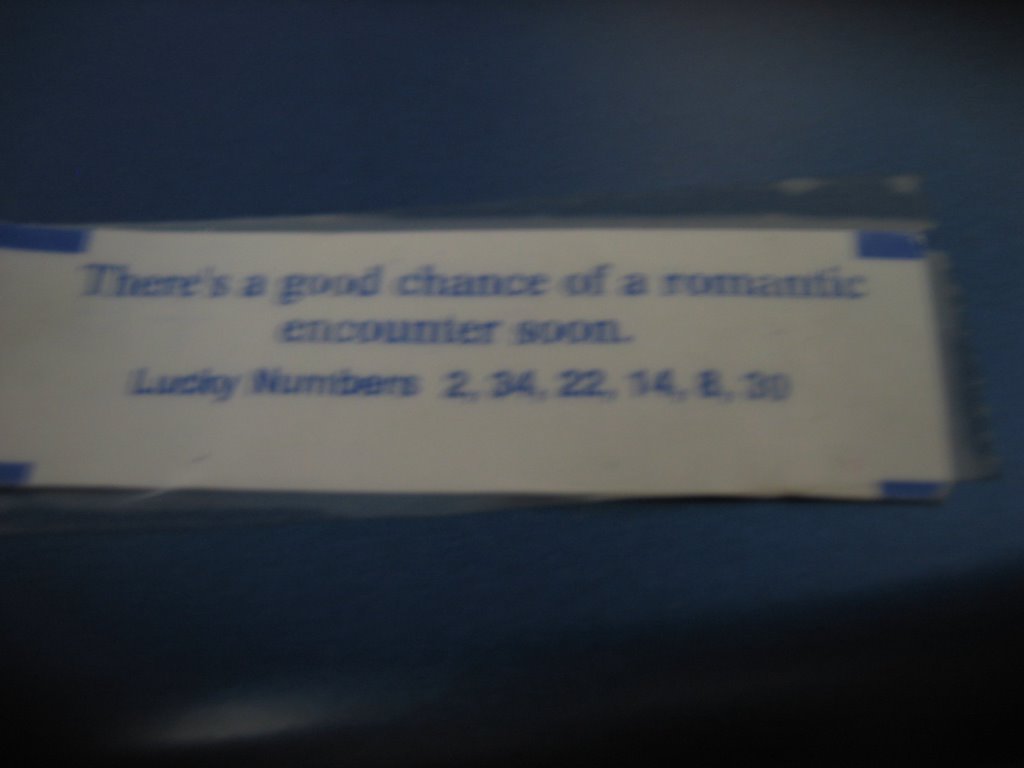 There's a good chance of a romantic
encounter soon.
Lucky Numbers 2, 34, 22, 14, 8, 30